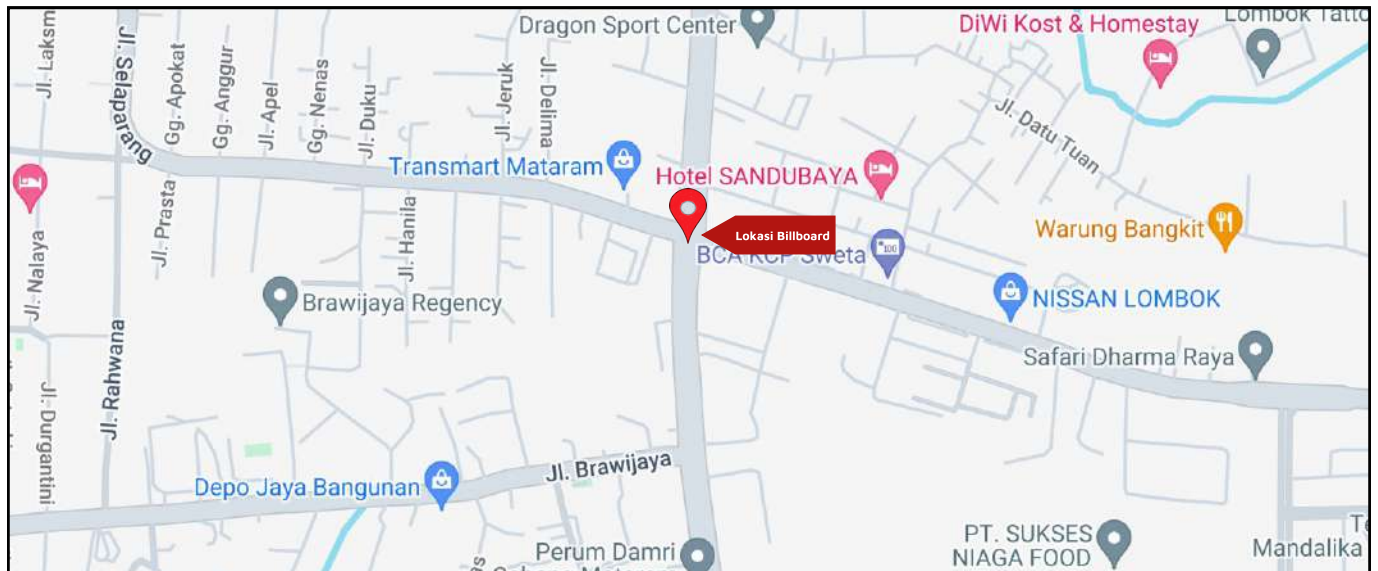 Dragon Sport Center
DiWi Kost & Homestay
Lombok Tatto
Jl. Laksm
Jl. Selaparang
Gg. Apokat
Gg. Anggur
Jl. Apel
Gg. Nenas
Jl. Duku
Jl. Jeruk
Jl. Delima
Jl. Datu Tuan
Transmart Mataram
Hotel SANDUBAYA
Jl. Prasta
Jl. Hanila
Jl. Nalaya
Lokasi Billboard
BCA KCP Sweta
100
Warung Bangkit
Brawijaya Regency
NISSAN LOMBOK
Safari Dharma Raya
Jl. Rahwana
Jl. Durgantini
Jl. Brawijaya
Depo Jaya Bangunan
PT. SUKSES
NIAGA FOOD
Perum Damri
Mandalika